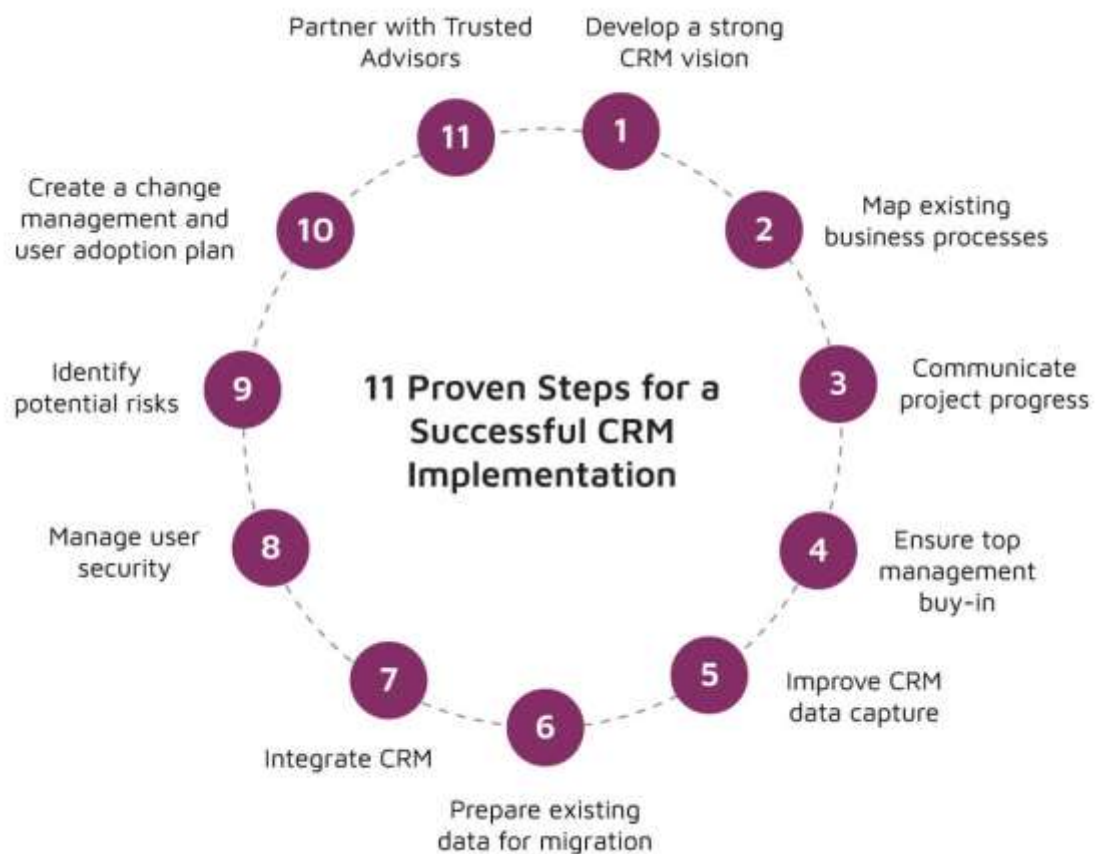 11 Proven Steps for a
Successful CRM
Implementation
1
Develop a strong
CRM vision
2
Map existing
business processes
3
Communicate
project progress
4
Ensure top
management
buy-in
5
Improve CRM
data capture
6
Prepare existing
data for migration
7
Integrate CRM
8
Manage user
security
9
Identify
potential risks
10
Create a change
management and
user adoption plan
11
Partner with Trusted
Advisors